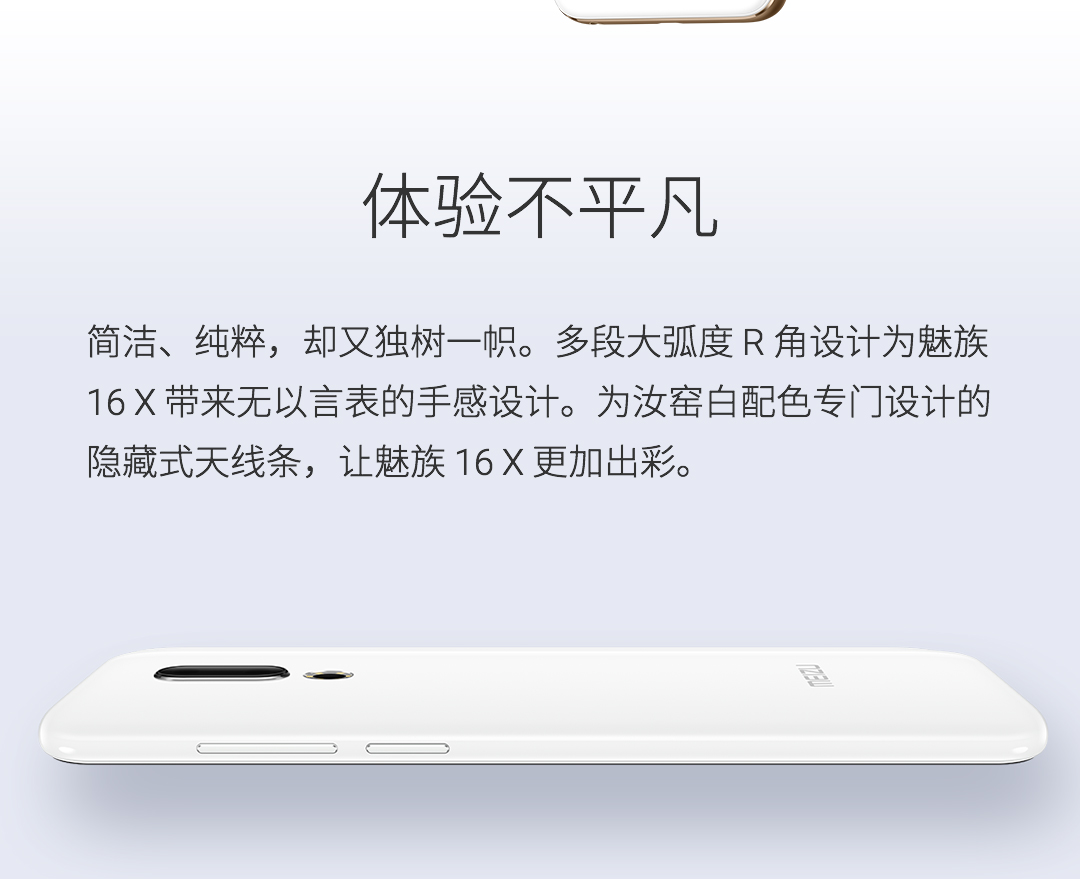 体验不平凡
简洁、纯粹，却又独树一帜。多段大弧度 R 角设计为魅族
16 X 带来无以言表的手感设计。为汝窑白配色专门设计的
隐藏式天线条，让魅族 16 X 更加出彩。
MEIZU